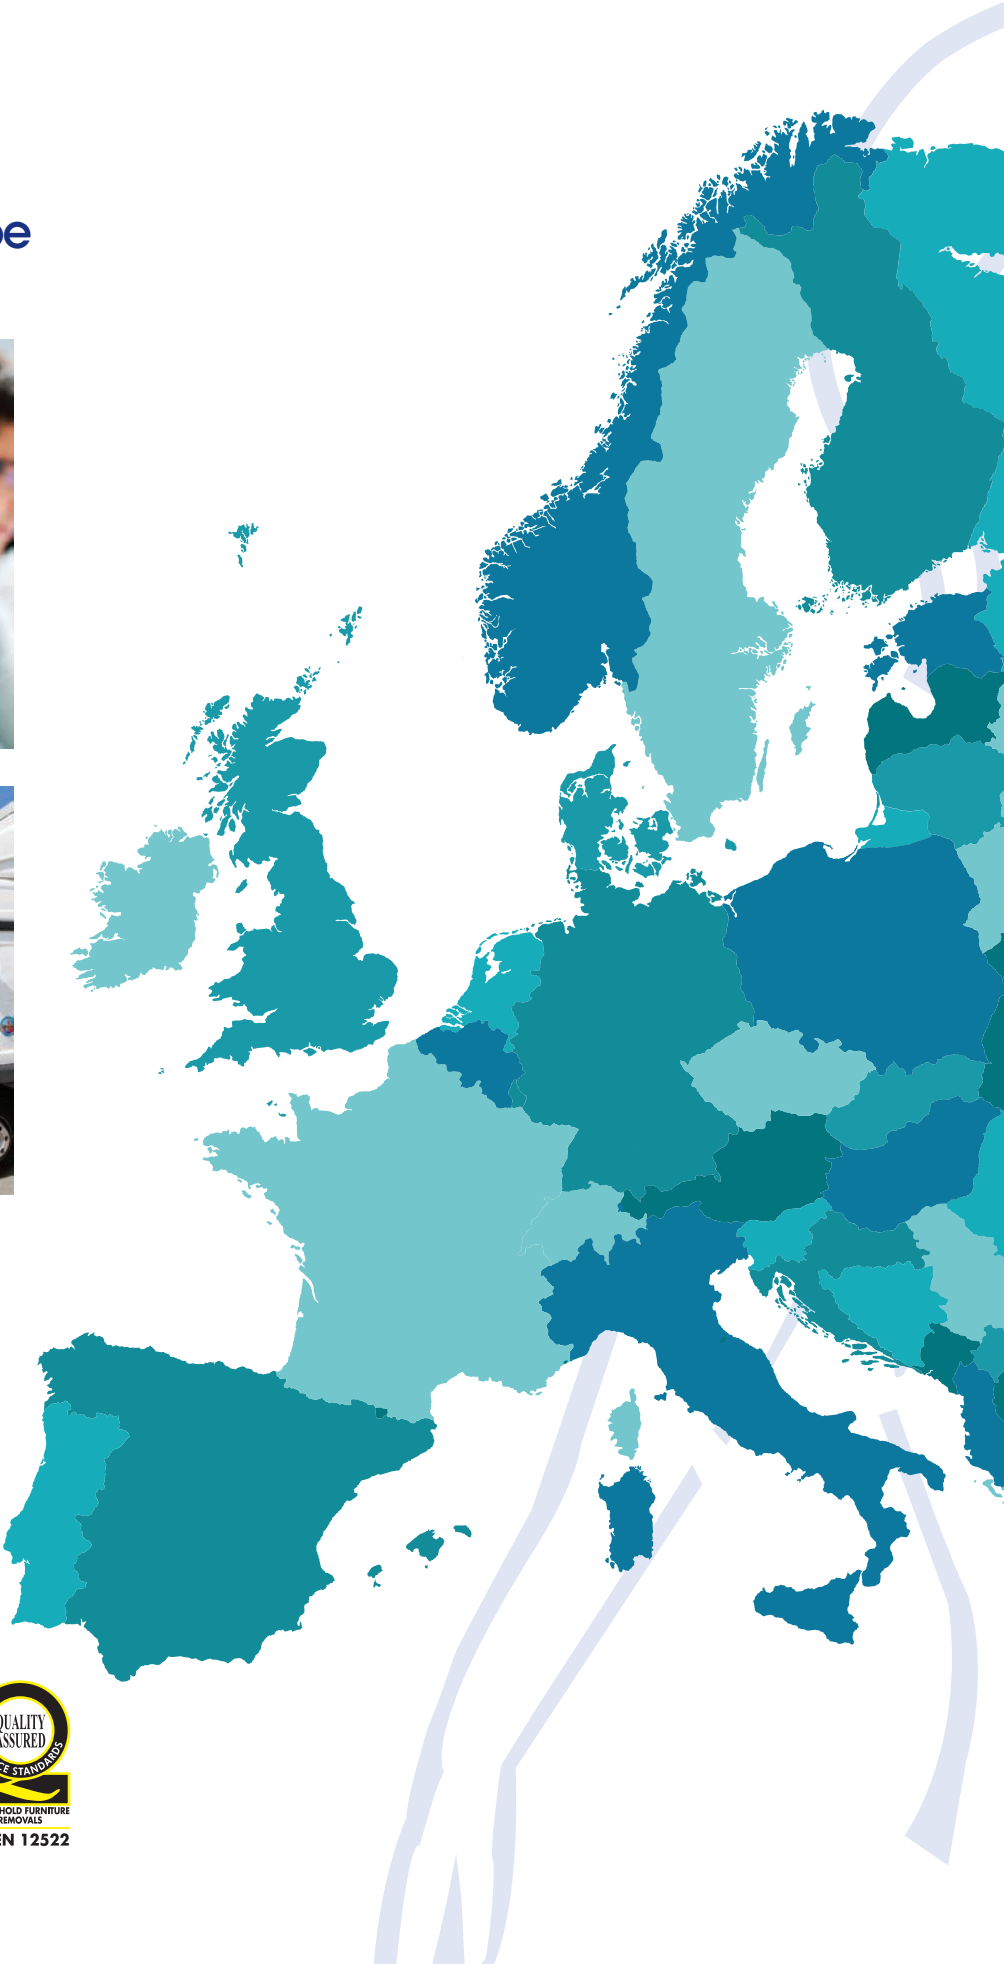 pe
QUALITY
ASSURED
CE STANDARDS
HOLD FURNITURE
REMOVALS
EN 12522